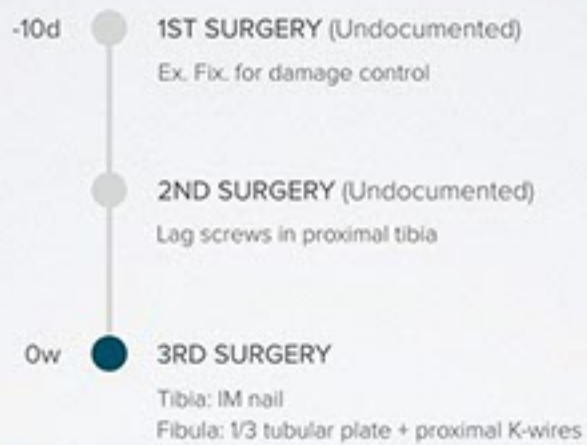 -10d 1ST SURGERY (Undocumented)
Ex. Fix. for damage control
2ND SURGERY (Undocumented)
Lag screws in proximal tibia
0w 3RD SURGERY
Tibia: IM nail
Fibula: 1/3 tubular plate + proximal K-wires